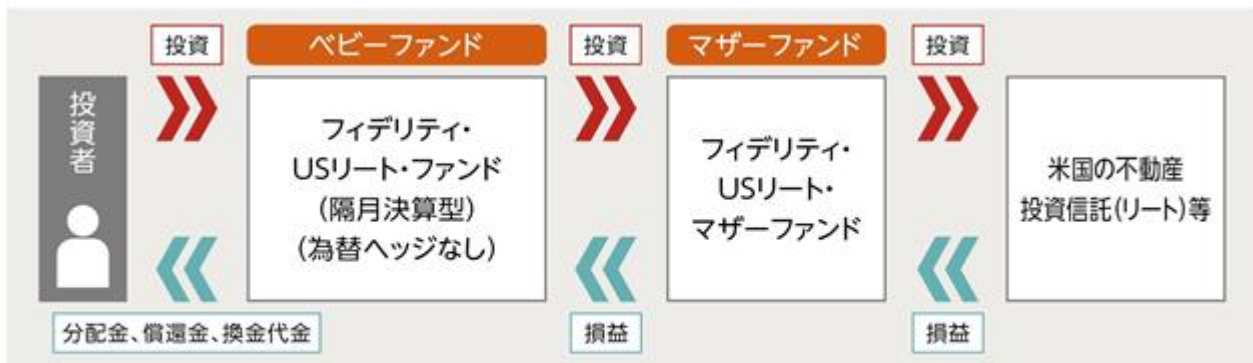 投資
ベビーファンド
投資
マザーファンド
投資
投資者
フィデリティ・
USリート・ファンド
(隔月決算型)
(為替ヘッジなし)
フィデリティ・
USリート・
マザーファンド
米国の不動産
投資信託(リート)等
分配金、償還金、換金代金
損益
損益